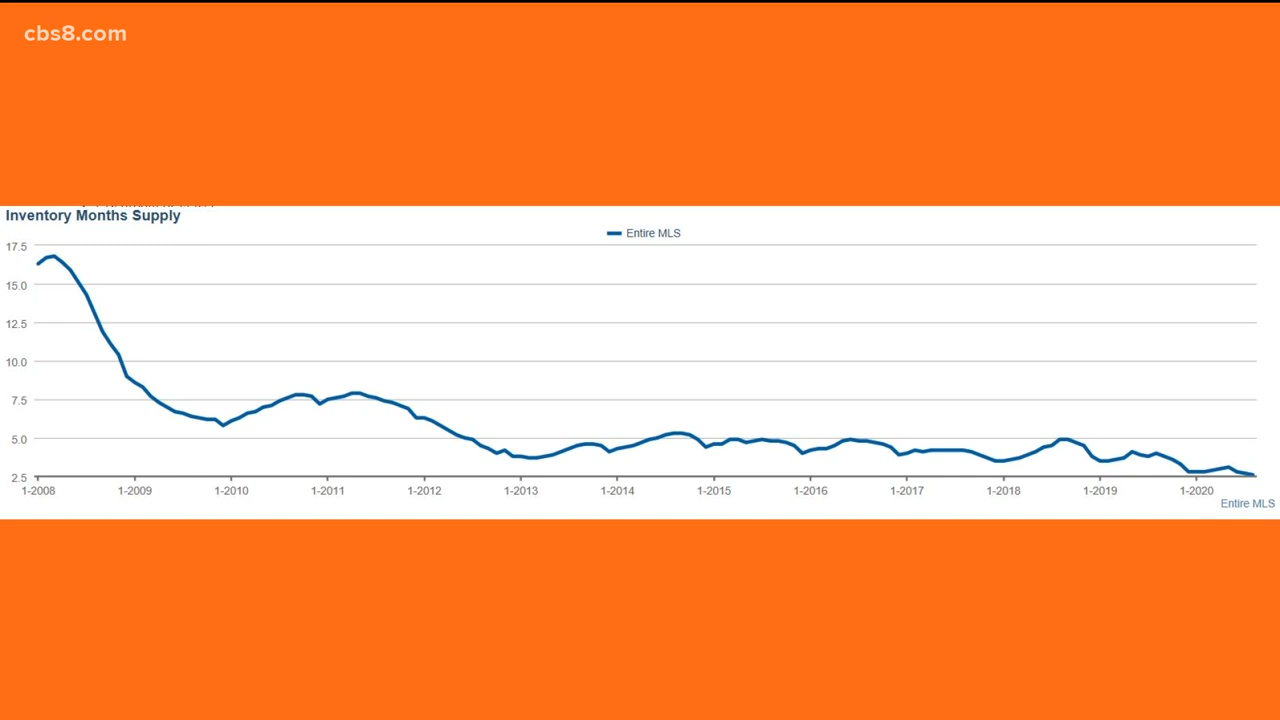 cbs8.com
Inventory Months Supply
Entire MLS
17.5
15.0
12.5
10.0
7.5
5.0
2.5
1-2008 1-2009 1-2010 1-2011 1-2012 1-2013 1-2014 1-2015 1-2016 1-2017 1-2018 1-2019 1-2020
Entire MLS